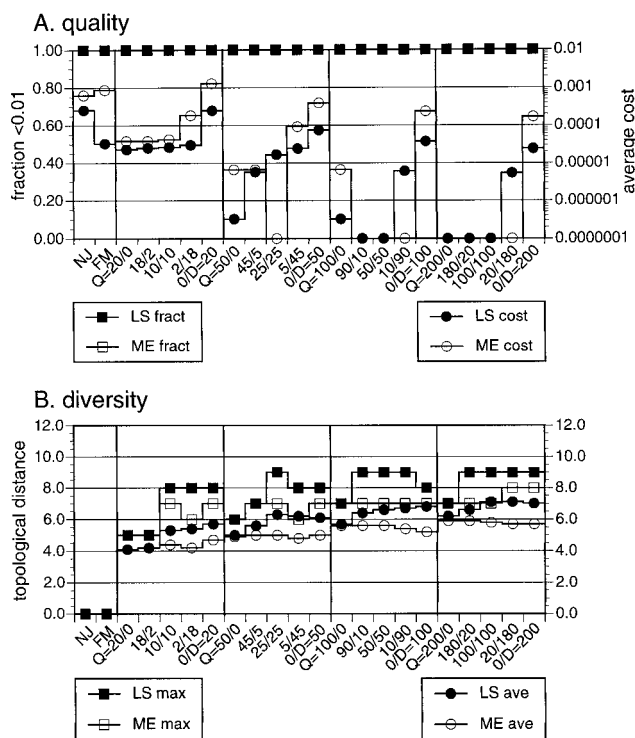 A. quality
1.00
0.80
0.60
0.40
0.20
0.00
fraction <0.01
0.01
0.001
0.0001
0.00001
0.000001
0.0000001
average cost
NJ
FM
Q=20/0
18/2
10/10
2/18
0/D=20
Q=50/0
45/5
25/25
5/45
0/D=50
Q=100/0
90/10
50/50
10/90
0/D=100
Q=200/0
180/20
100/100
20/180
0/D=200
LS fract
ME fract
LS cost
ME cost
B. diversity
12.0
10.0
8.0
6.0
4.0
2.0
0.0
topological distance
12.0
10.0
8.0
6.0
4.0
2.0
0.0
NJ
FM
Q=20/0
18/2
10/10
2/18
0/D=20
Q=50/0
45/5
25/25
5/45
0/D=50
Q=100/0
90/10
50/50
10/90
0/D=100
Q=200/0
180/20
100/100
20/180
0/D=200
LS max
ME max
LS ave
ME ave